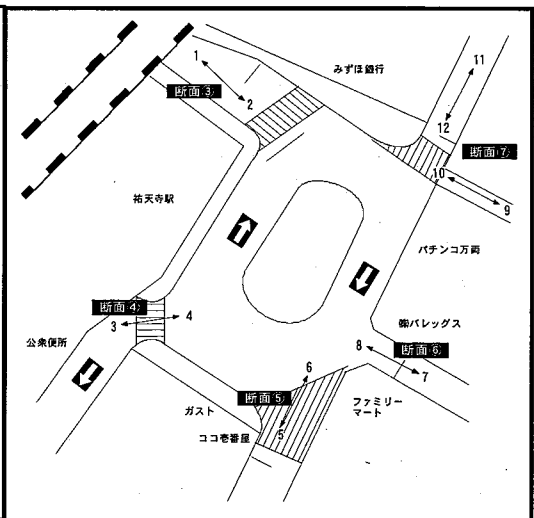 みずほ銀行
1
2
断面③
11
12
断面⑦
10
9
祐天寺駅
パチンコ万両
断面④
3
4
公衆便所
㈱バレッグス
8
断面⑥
7
6
断面⑤
5
ガスト
ココ壱番屋
ファミリー
マート